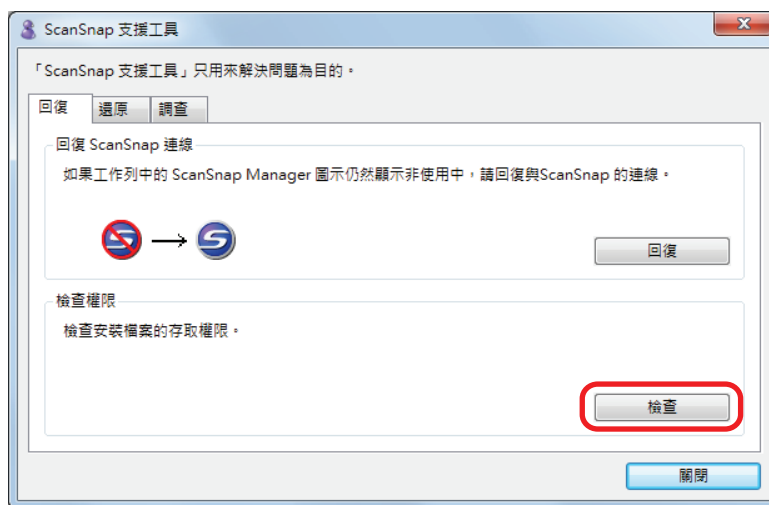 ScanSnap 支援工具
「ScanSnap 支援工具」只用來解決問題為目的。
回復 還原 調查
回復 ScanSnap 連線
如果工作列中的 ScanSnap Manager 圖示仍然顯示非使用中，請回復與ScanSnap 的連線。
回復
檢查權限
檢查安裝檔案的存取權限。
檢查
關閉